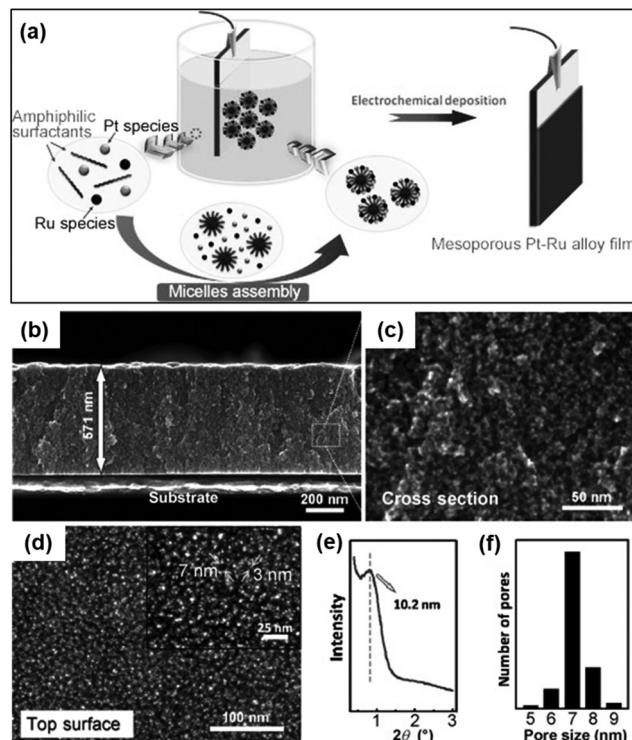 (a)
Amphiphilic
surfactants
Pt species
Ru species
Micelles assembly
Electrochemical deposition
Mesoporous Pt-Ru alloy film
(b)
571 nm
Substrate
200 nm
(c)
Cross section
50 nm
(d)
7 nm
3 nm
25 nm
Top surface
100 nm
(e)
Intensity
10.2 nm
1 2 3
2θ (°)
(f)
Number of pores
5 6 7 8 9
Pore size (nm)